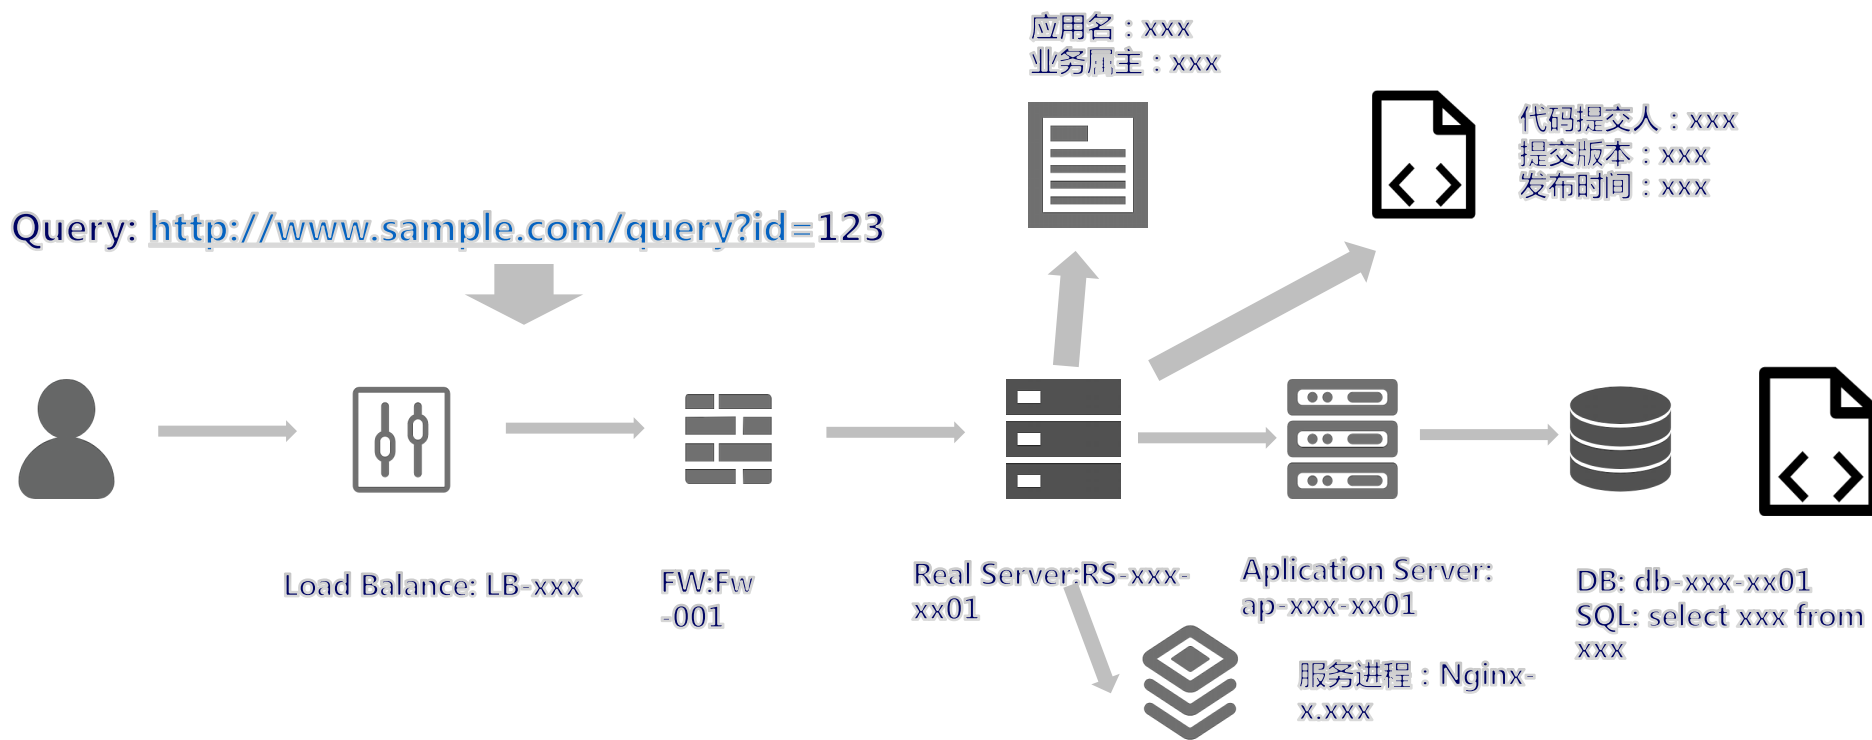 应用名：xxx
业务属主：xxx
代码提交人：xxx
提交版本：xxx
发布时间：xxx
Query: http://www.sample.com/query?id=123
Load Balance: LB-xxx
FW:Fw
-001
Real Server:RS-xxx-
xx01
Aplication Server:
ap-xxx-xx01
DB: db-xxx-xx01
SQL: select xxx from
xxx
服务进程：Nginx-
x.xxx